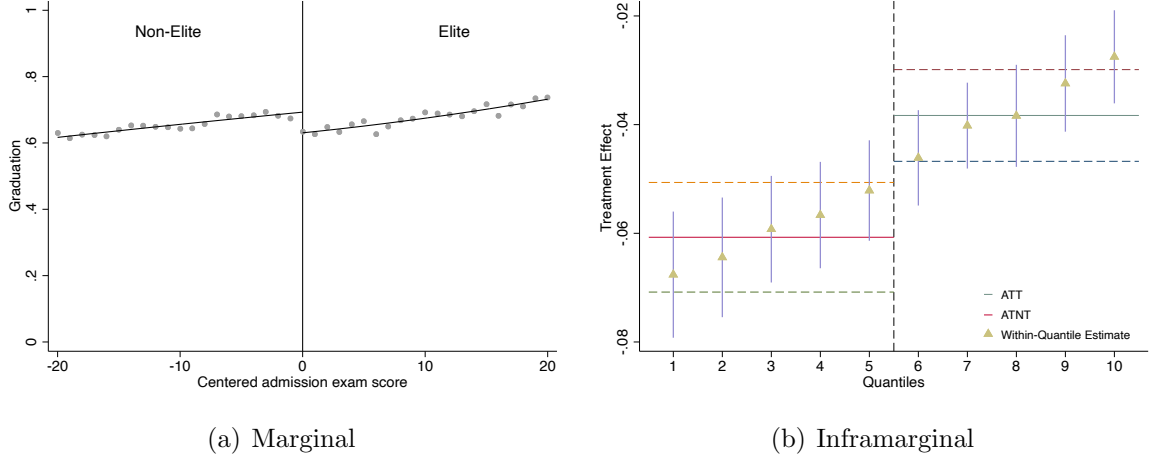 Non-Elite
Elite
Graduation
1
.8
.6
.4
.2
0
-20
-10
0
10
20
Centered admission exam score
(a) Marginal
Treatment Effect
-.02
-.04
-.06
-.08
ATT
ATNT
Within-Quantile Estimate
1 2 3 4 5 6 7 8 9 10
Quantiles
(b) Inframarginal